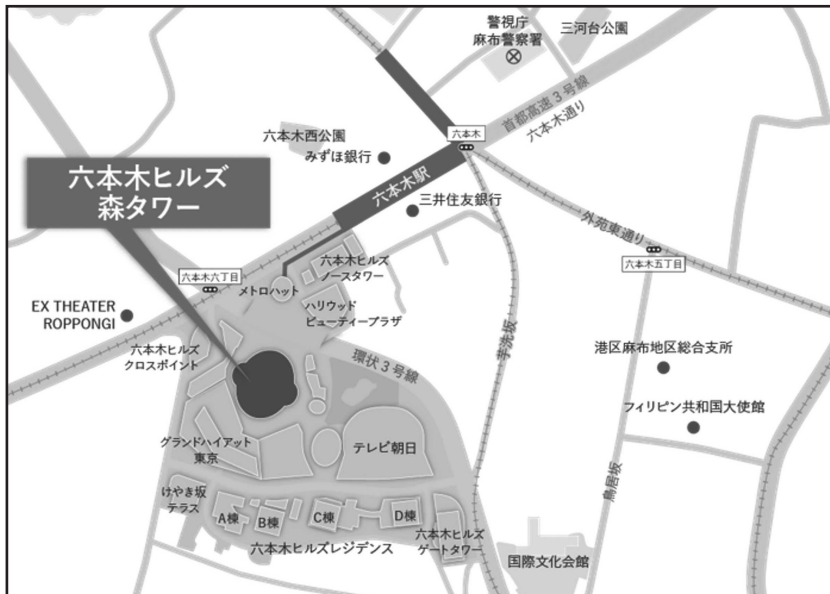 警視庁
麻布警察署
三河台公園
首都高速3号線
六本木通り
六本木
六本木西公園
みずほ銀行
六本木駅
三井住友銀行
六本木ヒルズ
森タワー
外苑東通り
六本木五丁目
六本木六丁目
メトロハット
六本木ヒルズ
ノースタワー
ハリウッド
ビューティープラザ
EX THEATER
ROPPONGI
六本木ヒルズ
クロスポイント
環状3号線
芋洗坂
港区麻布地区総合支所
フィリピン共和国大使館
グランドハイアット
東京
テレビ朝日
けやき坂
テラス
A棟
B棟
C棟
D棟
六本木ヒルズレジデンス
六本木ヒルズ
ゲートタワー
鳥居坂
国際文化会館